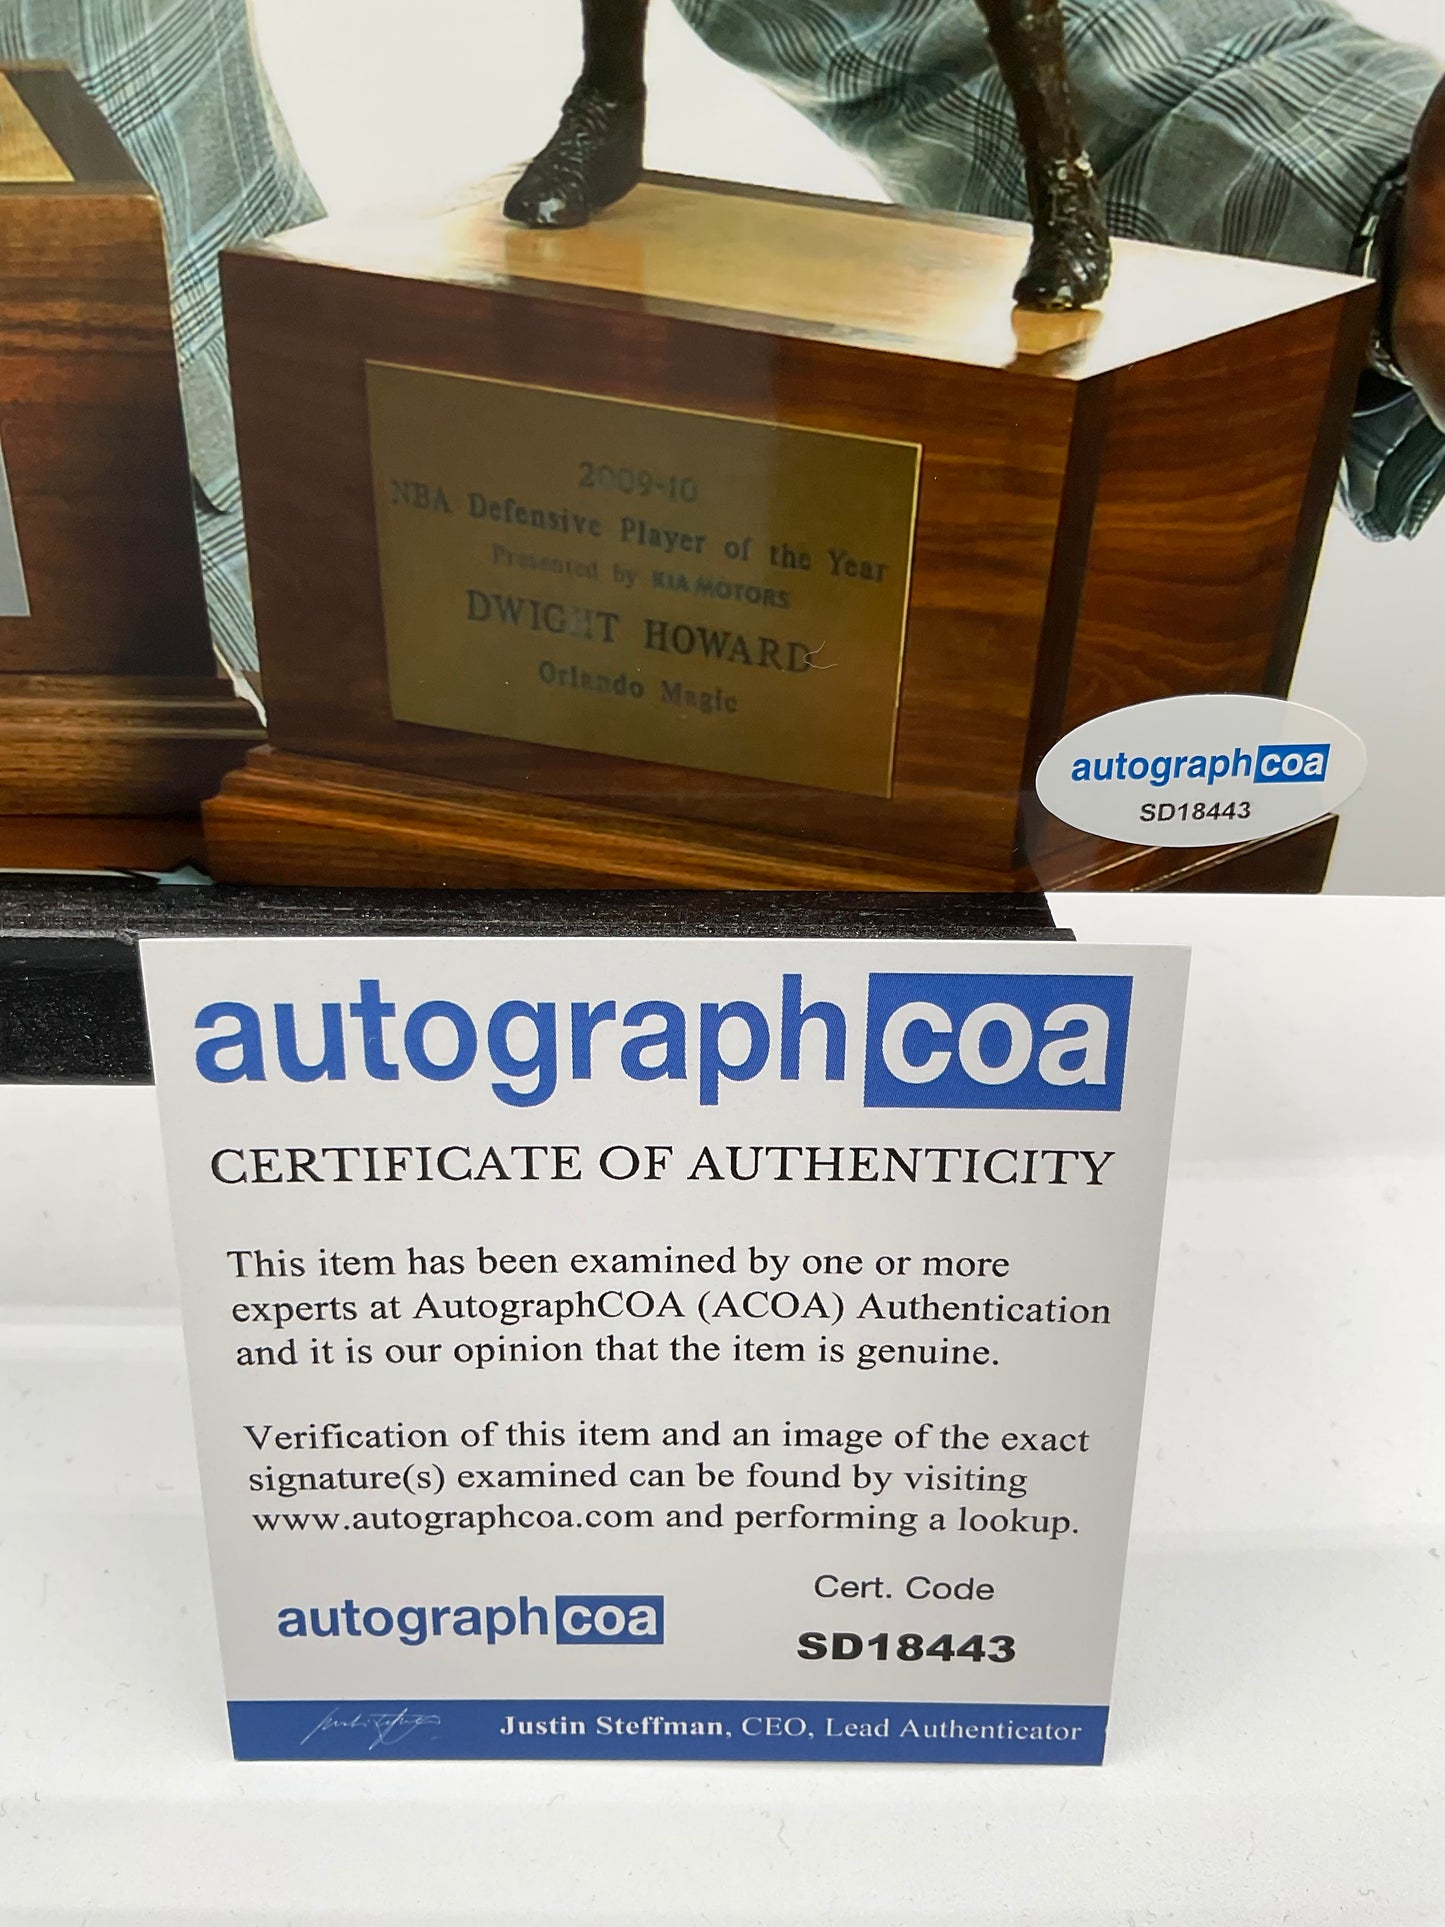 2009-10
NBA Defensive Player of the Year
Presented by KIA MOTORS
DWIGHT HOWARD
Orlando Magic
autographcoa
SD18443
autographcoa
CERTIFICATE OF AUTHENTICITY
This item has been examined by one or more
experts at AutographCOA (ACOA) Authentication
and it is our opinion that the item is genuine.
Verification of this item and an image of the exact
signature(s) examined can be found by visiting
www.autographcoa.com and performing a lookup.
Cert. Code
autographcoa
SD18443
Justin Steffman, CEO, Lead Authenticator